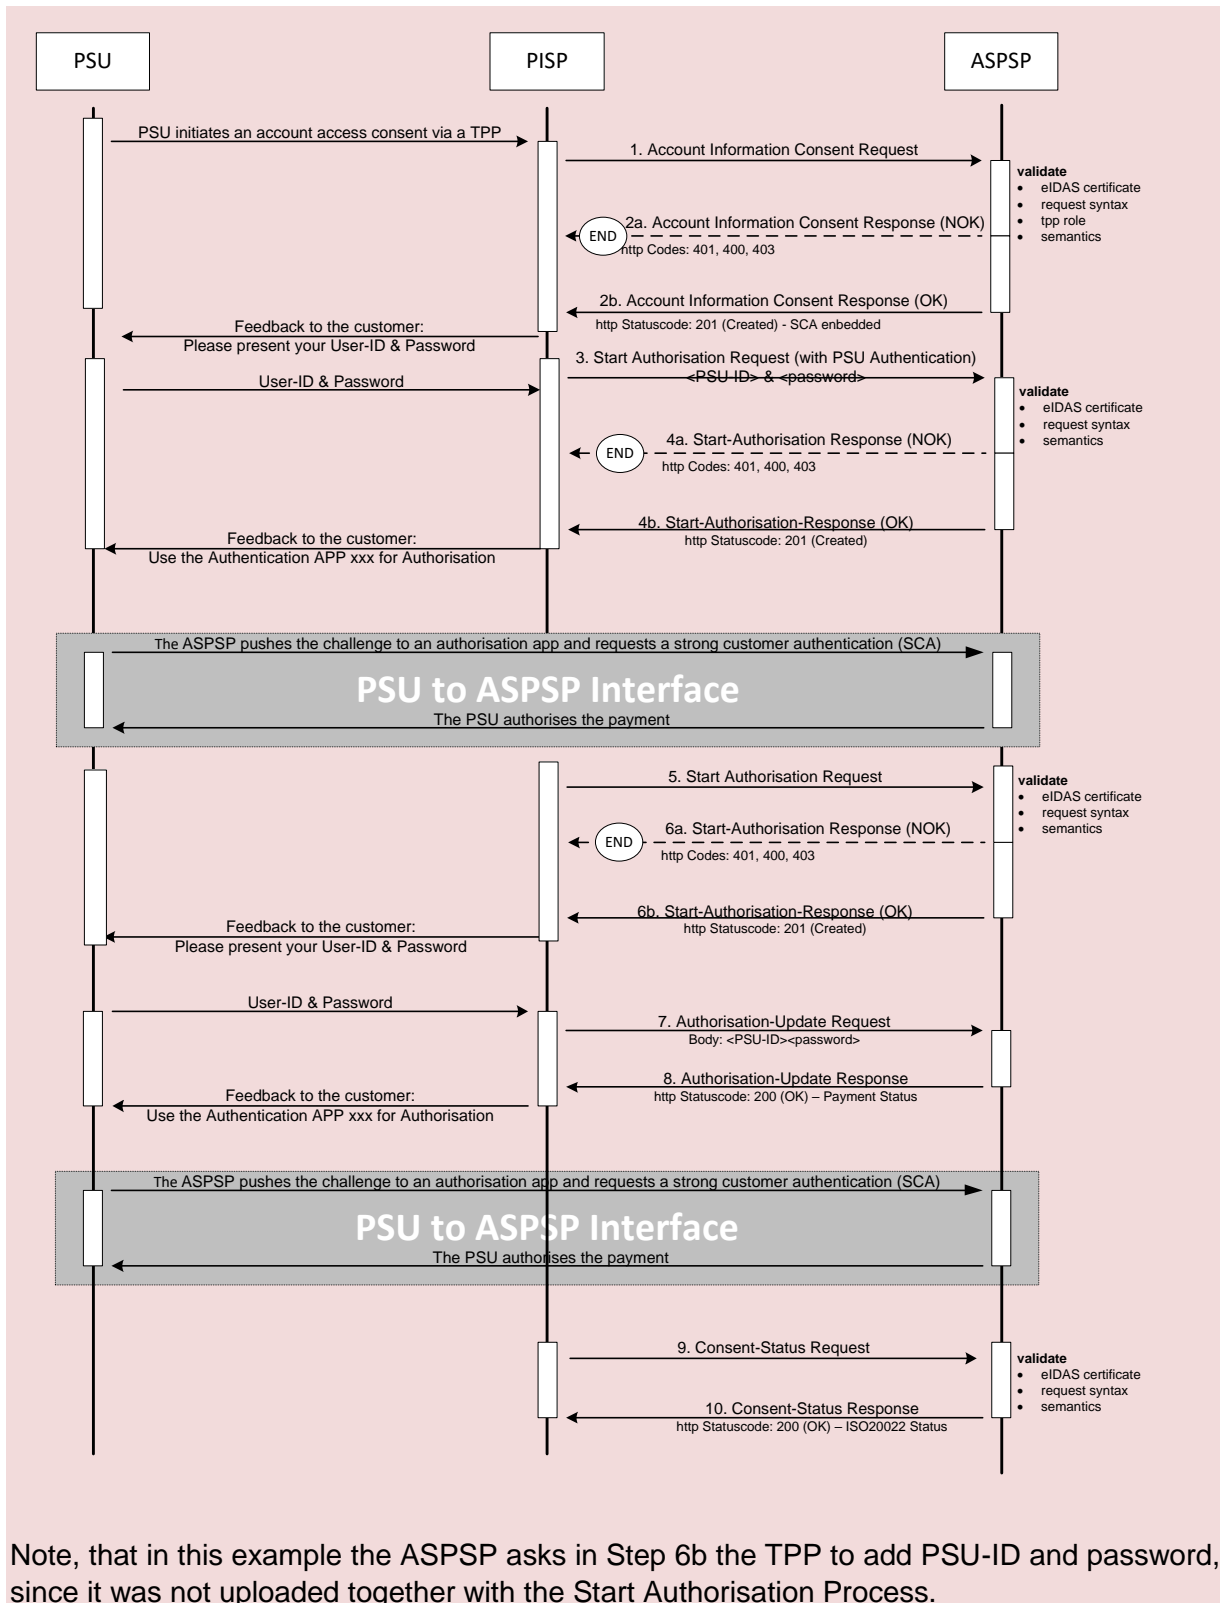 PSU
PISP
ASPSP
PSU initiates an account access consent via a TPP
1. Account Information Consent Request
validate
• eIDAS certificate
• request syntax
• tpp role
• semantics
2a. Account Information Consent Response (NOK)
END
http Codes: 401, 400, 403
2b. Account Information Consent Response (OK)
http Statuscode: 201 (Created) - SCA enbedded
Feedback to the customer:
Please present your User-ID & Password
3. Start Authorisation Request (with PSU Authentication)
<PSU-ID> & <password>
User-ID & Password
validate
• eIDAS certificate
• request syntax
• semantics
4a. Start-Authorisation Response (NOK)
END
http Codes: 401, 400, 403
4b. Start-Authorisation-Response (OK)
http Statuscode: 201 (Created)
Feedback to the customer:
Use the Authentication APP xxx for Authorisation
The ASPSP pushes the challenge to an authorisation app and requests a strong customer authentication (SCA)
PSU to ASPSP Interface
The PSU authorises the payment
5. Start Authorisation Request
validate
• eIDAS certificate
• request syntax
• semantics
6a. Start-Authorisation Response (NOK)
END
http Codes: 401, 400, 403
6b. Start-Authorisation-Response (OK)
http Statuscode: 201 (Created)
Feedback to the customer:
Please present your User-ID & Password
User-ID & Password
7. Authorisation-Update Request
Body: <PSU-ID><password>
8. Authorisation-Update Response
http Statuscode: 200 (OK) – Payment Status
Feedback to the customer:
Use the Authentication APP xxx for Authorisation
The ASPSP pushes the challenge to an authorisation app and requests a strong customer authentication (SCA)
PSU to ASPSP Interface
The PSU authorises the payment
9. Consent-Status Request
validate
• eIDAS certificate
• request syntax
• semantics
10. Consent-Status Response
http Statuscode: 200 (OK) – ISO20022 Status
Note, that in this example the ASPSP asks in Step 6b the TPP to add PSU-ID and password,
since it was not uploaded together with the Start Authorisation Process.